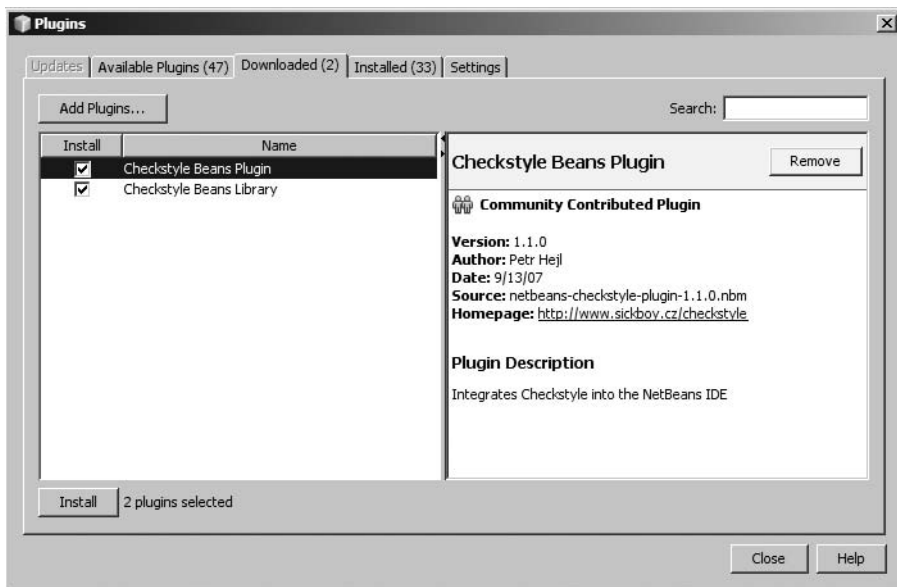 Plugins
Updates Available Plugins (47) Downloaded (2) Installed (33) Settings
Add Plugins... Search:
Install Name
Checkstyle Beans Plugin
Checkstyle Beans Library
Checkstyle Beans Plugin Remove
Community Contributed Plugin
Version: 1.1.0
Author: Petr Hejl
Date: 9/13/07
Source: netbeans-checkstyle-plugin-1.1.0.nbm
Homepage: http://www.sickboy.cz/checkstyle
Plugin Description
Integrates Checkstyle into the NetBeans IDE
Install 2 plugins selected
Close Help